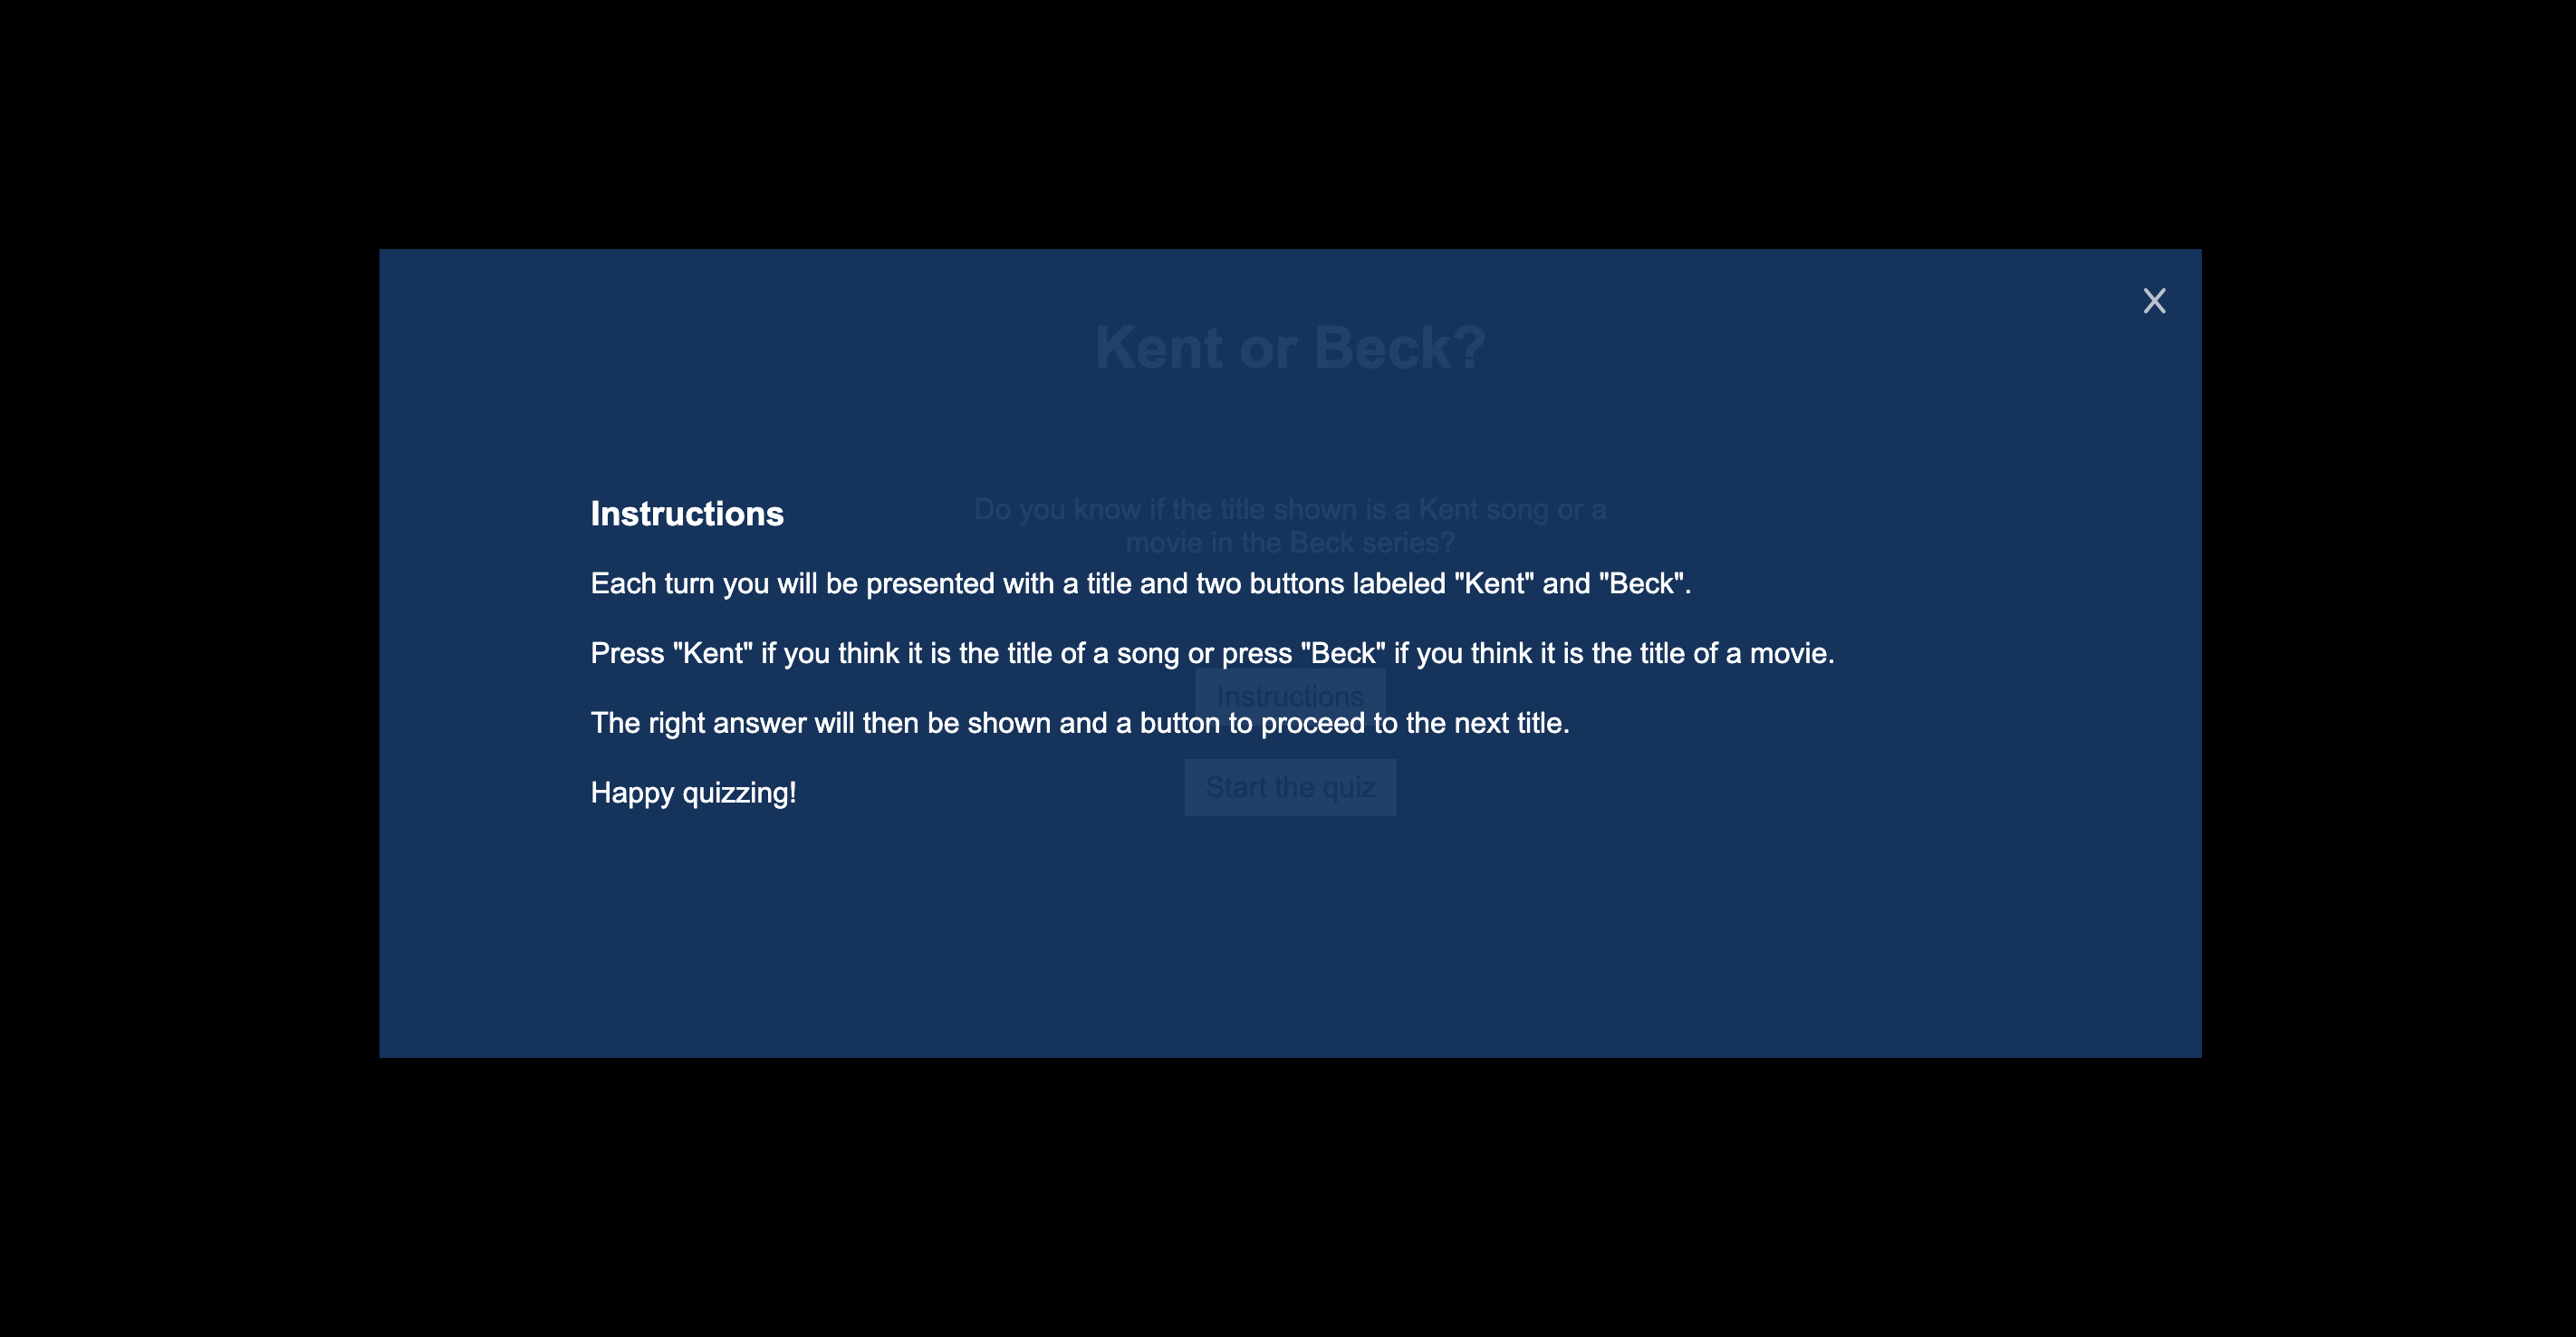 X
Kent or Beck?
Instructions
Do you know if the title shown is a Kent song or a
movie in the Beck series?
Each turn you will be presented with a title and two buttons labeled "Kent" and "Beck".
Press "Kent" if you think it is the title of a song or press "Beck" if you think it is the title of a movie.
Instructions
The right answer will then be shown and a button to proceed to the next title.
Start the quiz
Happy quizzing!